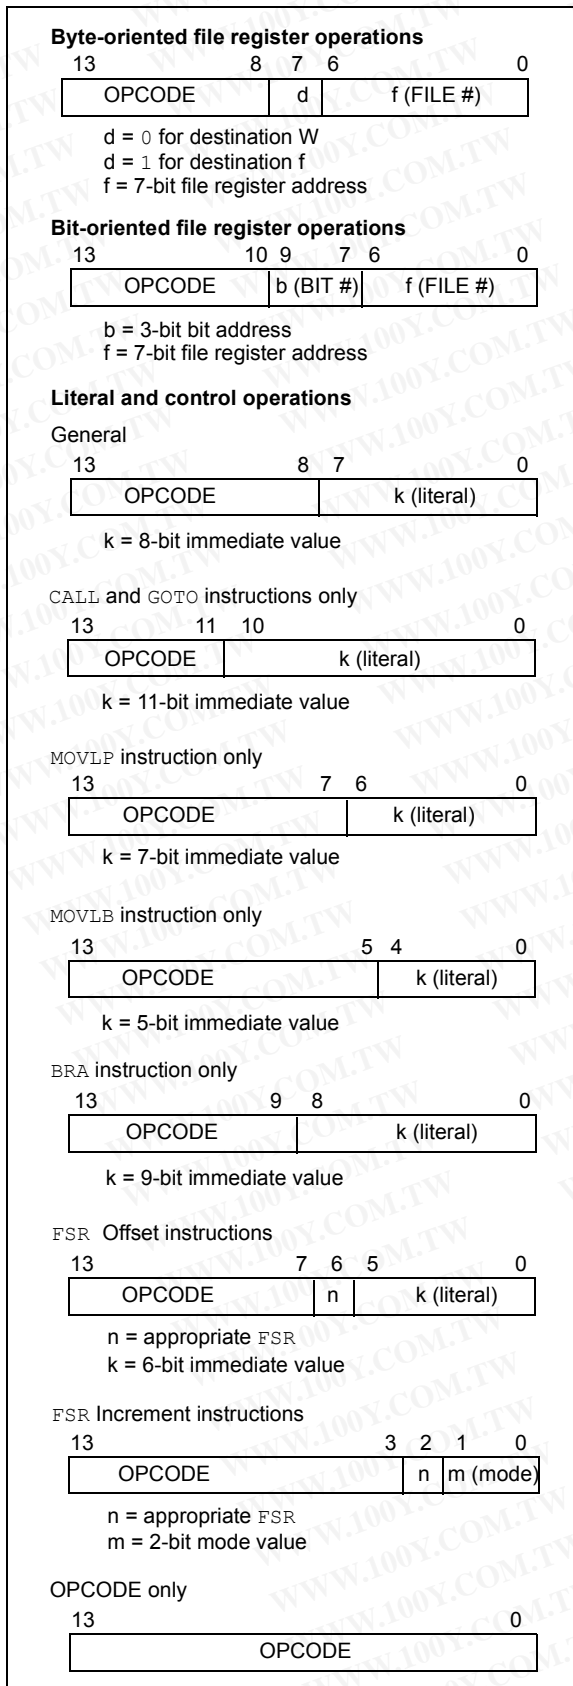 Byte-oriented file register operations
13 8 7 6 0
OPCODE d f (FILE #)
d = 0 for destination W
d = 1 for destination f
f = 7-bit file register address
Bit-oriented file register operations
13 10 9 7 6 0
OPCODE b (BIT #) f (FILE #)
b = 3-bit bit address
f = 7-bit file register address
Literal and control operations
General
13 8 7 0
OPCODE k (literal)
k = 8-bit immediate value
CALL and GOTO instructions only
13 11 10 0
OPCODE k (literal)
k = 11-bit immediate value
MOVLP instruction only
13 7 6 0
OPCODE k (literal)
k = 7-bit immediate value
MOVLB instruction only
13 5 4 0
OPCODE k (literal)
k = 5-bit immediate value
BRA instruction only
13 9 8 0
OPCODE k (literal)
k = 9-bit immediate value
FSR Offset instructions
13 7 6 5 0
OPCODE n k (literal)
n = appropriate FSR
k = 6-bit immediate value
FSR Increment instructions
13 3 2 1 0
OPCODE n m (mode)
n = appropriate FSR
m = 2-bit mode value
OPCODE only
13 0
OPCODE
WWW.100Y.COM.TW